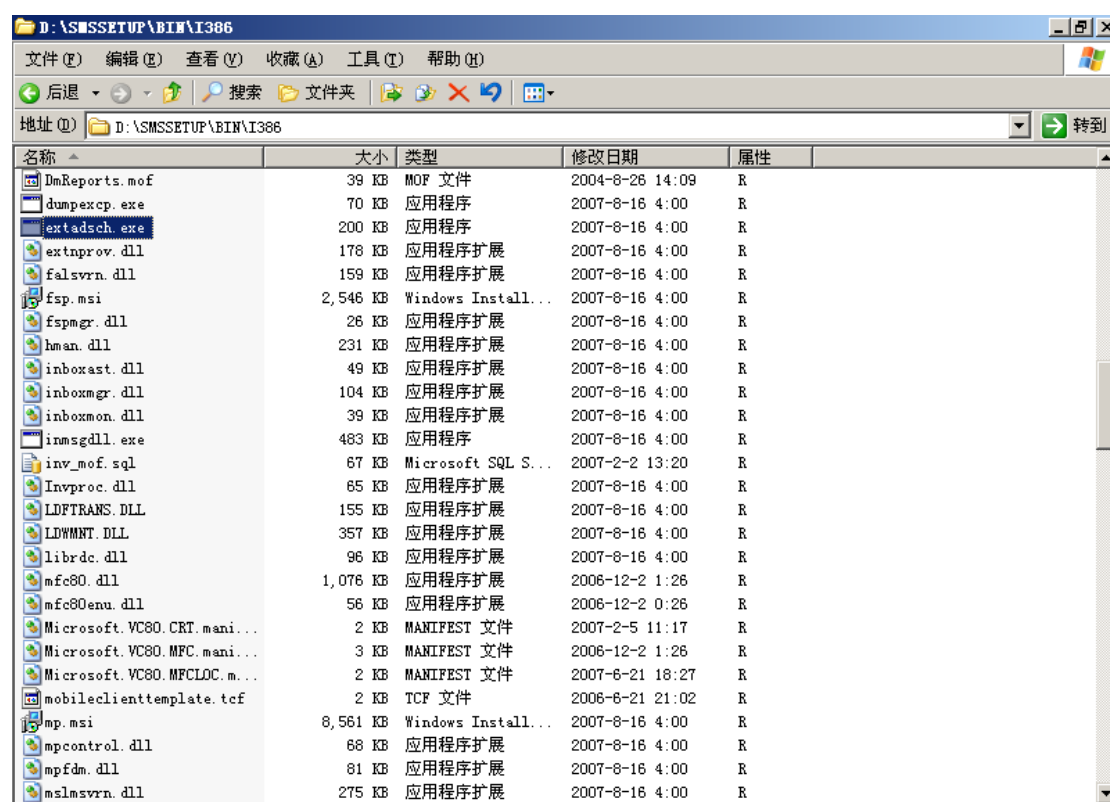 D:\SMSSETUP\BIN\I386
文件(F) 编辑(E) 查看(V) 收藏(A) 工具(T) 帮助(H)
后退 搜索 文件夹
地址(D) D:\SMSSETUP\BIN\I386 转到
名称 大小 类型 修改日期 属性
DmReports.mof 39 KB MOF 文件 2004-8-26 14:09 R
dumpexcp.exe 70 KB 应用程序 2007-8-16 4:00 R
extadsch.exe 200 KB 应用程序 2007-8-16 4:00 R
extnprov.dll 178 KB 应用程序扩展 2007-8-16 4:00 R
falsvrn.dll 159 KB 应用程序扩展 2007-8-16 4:00 R
fsp.msi 2,546 KB Windows Install... 2007-8-16 4:00 R
fspmgr.dll 26 KB 应用程序扩展 2007-8-16 4:00 R
hman.dll 231 KB 应用程序扩展 2007-8-16 4:00 R
inboxast.dll 49 KB 应用程序扩展 2007-8-16 4:00 R
inboxmgr.dll 104 KB 应用程序扩展 2007-8-16 4:00 R
inboxmon.dll 39 KB 应用程序扩展 2007-8-16 4:00 R
inmsgdll.exe 483 KB 应用程序 2007-8-16 4:00 R
inv_mof.sql 67 KB Microsoft SQL S... 2007-2-2 13:20 R
Invproc.dll 65 KB 应用程序扩展 2007-8-16 4:00 R
LDFTRANS.DLL 155 KB 应用程序扩展 2007-8-16 4:00 R
LDWMNT.DLL 357 KB 应用程序扩展 2007-8-16 4:00 R
librdc.dll 96 KB 应用程序扩展 2007-8-16 4:00 R
mfc80.dll 1,076 KB 应用程序扩展 2006-12-2 1:26 R
mfc80enu.dll 56 KB 应用程序扩展 2006-12-2 0:26 R
Microsoft.VC80.CRT.mani... 2 KB MANIFEST 文件 2007-2-5 11:17 R
Microsoft.VC80.MFC.mani... 3 KB MANIFEST 文件 2006-12-2 1:26 R
Microsoft.VC80.MFCLOC.m... 2 KB MANIFEST 文件 2007-6-21 18:27 R
mobileclienttemplate.tcf 2 KB TCF 文件 2006-6-21 21:02 R
mp.msi 8,561 KB Windows Install... 2007-8-16 4:00 R
mpcontrol.dll 68 KB 应用程序扩展 2007-8-16 4:00 R
mpfdm.dll 81 KB 应用程序扩展 2007-8-16 4:00 R
mslmsvrn.dll 275 KB 应用程序扩展 2007-8-16 4:00 R